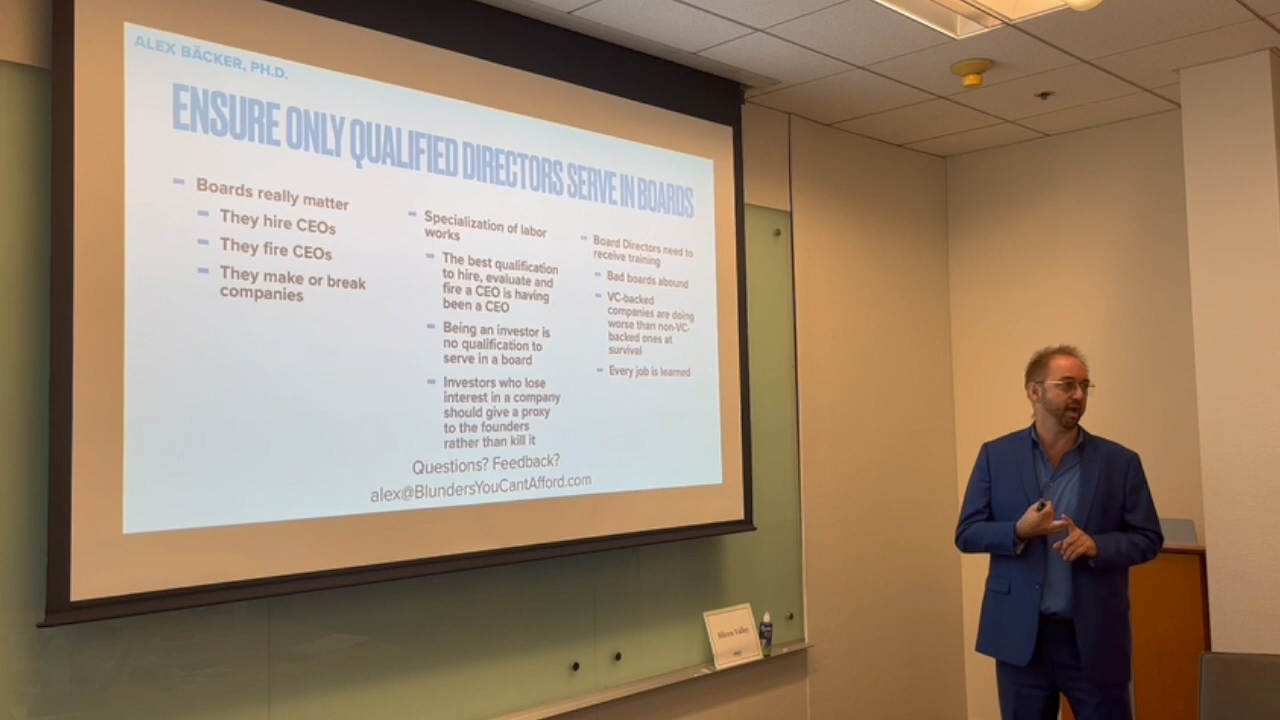 ALEX BÄCKER, PH.D.
ENSURE ONLY QUALIFIED DIRECTORS SERVE IN BOARDS
Boards really matter
They hire CEOs
They fire CEOs
They make or break
companies
Specialization of labor
works
The best qualification
to hire, evaluate and
fire a CEO is having
been a CEO
Being an investor is
no qualification to
serve in a board
Investors who lose
interest in a company
should give a proxy
to the founders
rather than kill it
Board Directors need to
receive training
Bad boards abound
VC-backed
companies are doing
worse than non-VC-
backed ones at
survival
Every job is learned
Questions? Feedback?
alex@BlundersYouCantAfford.com
Silicon Valley